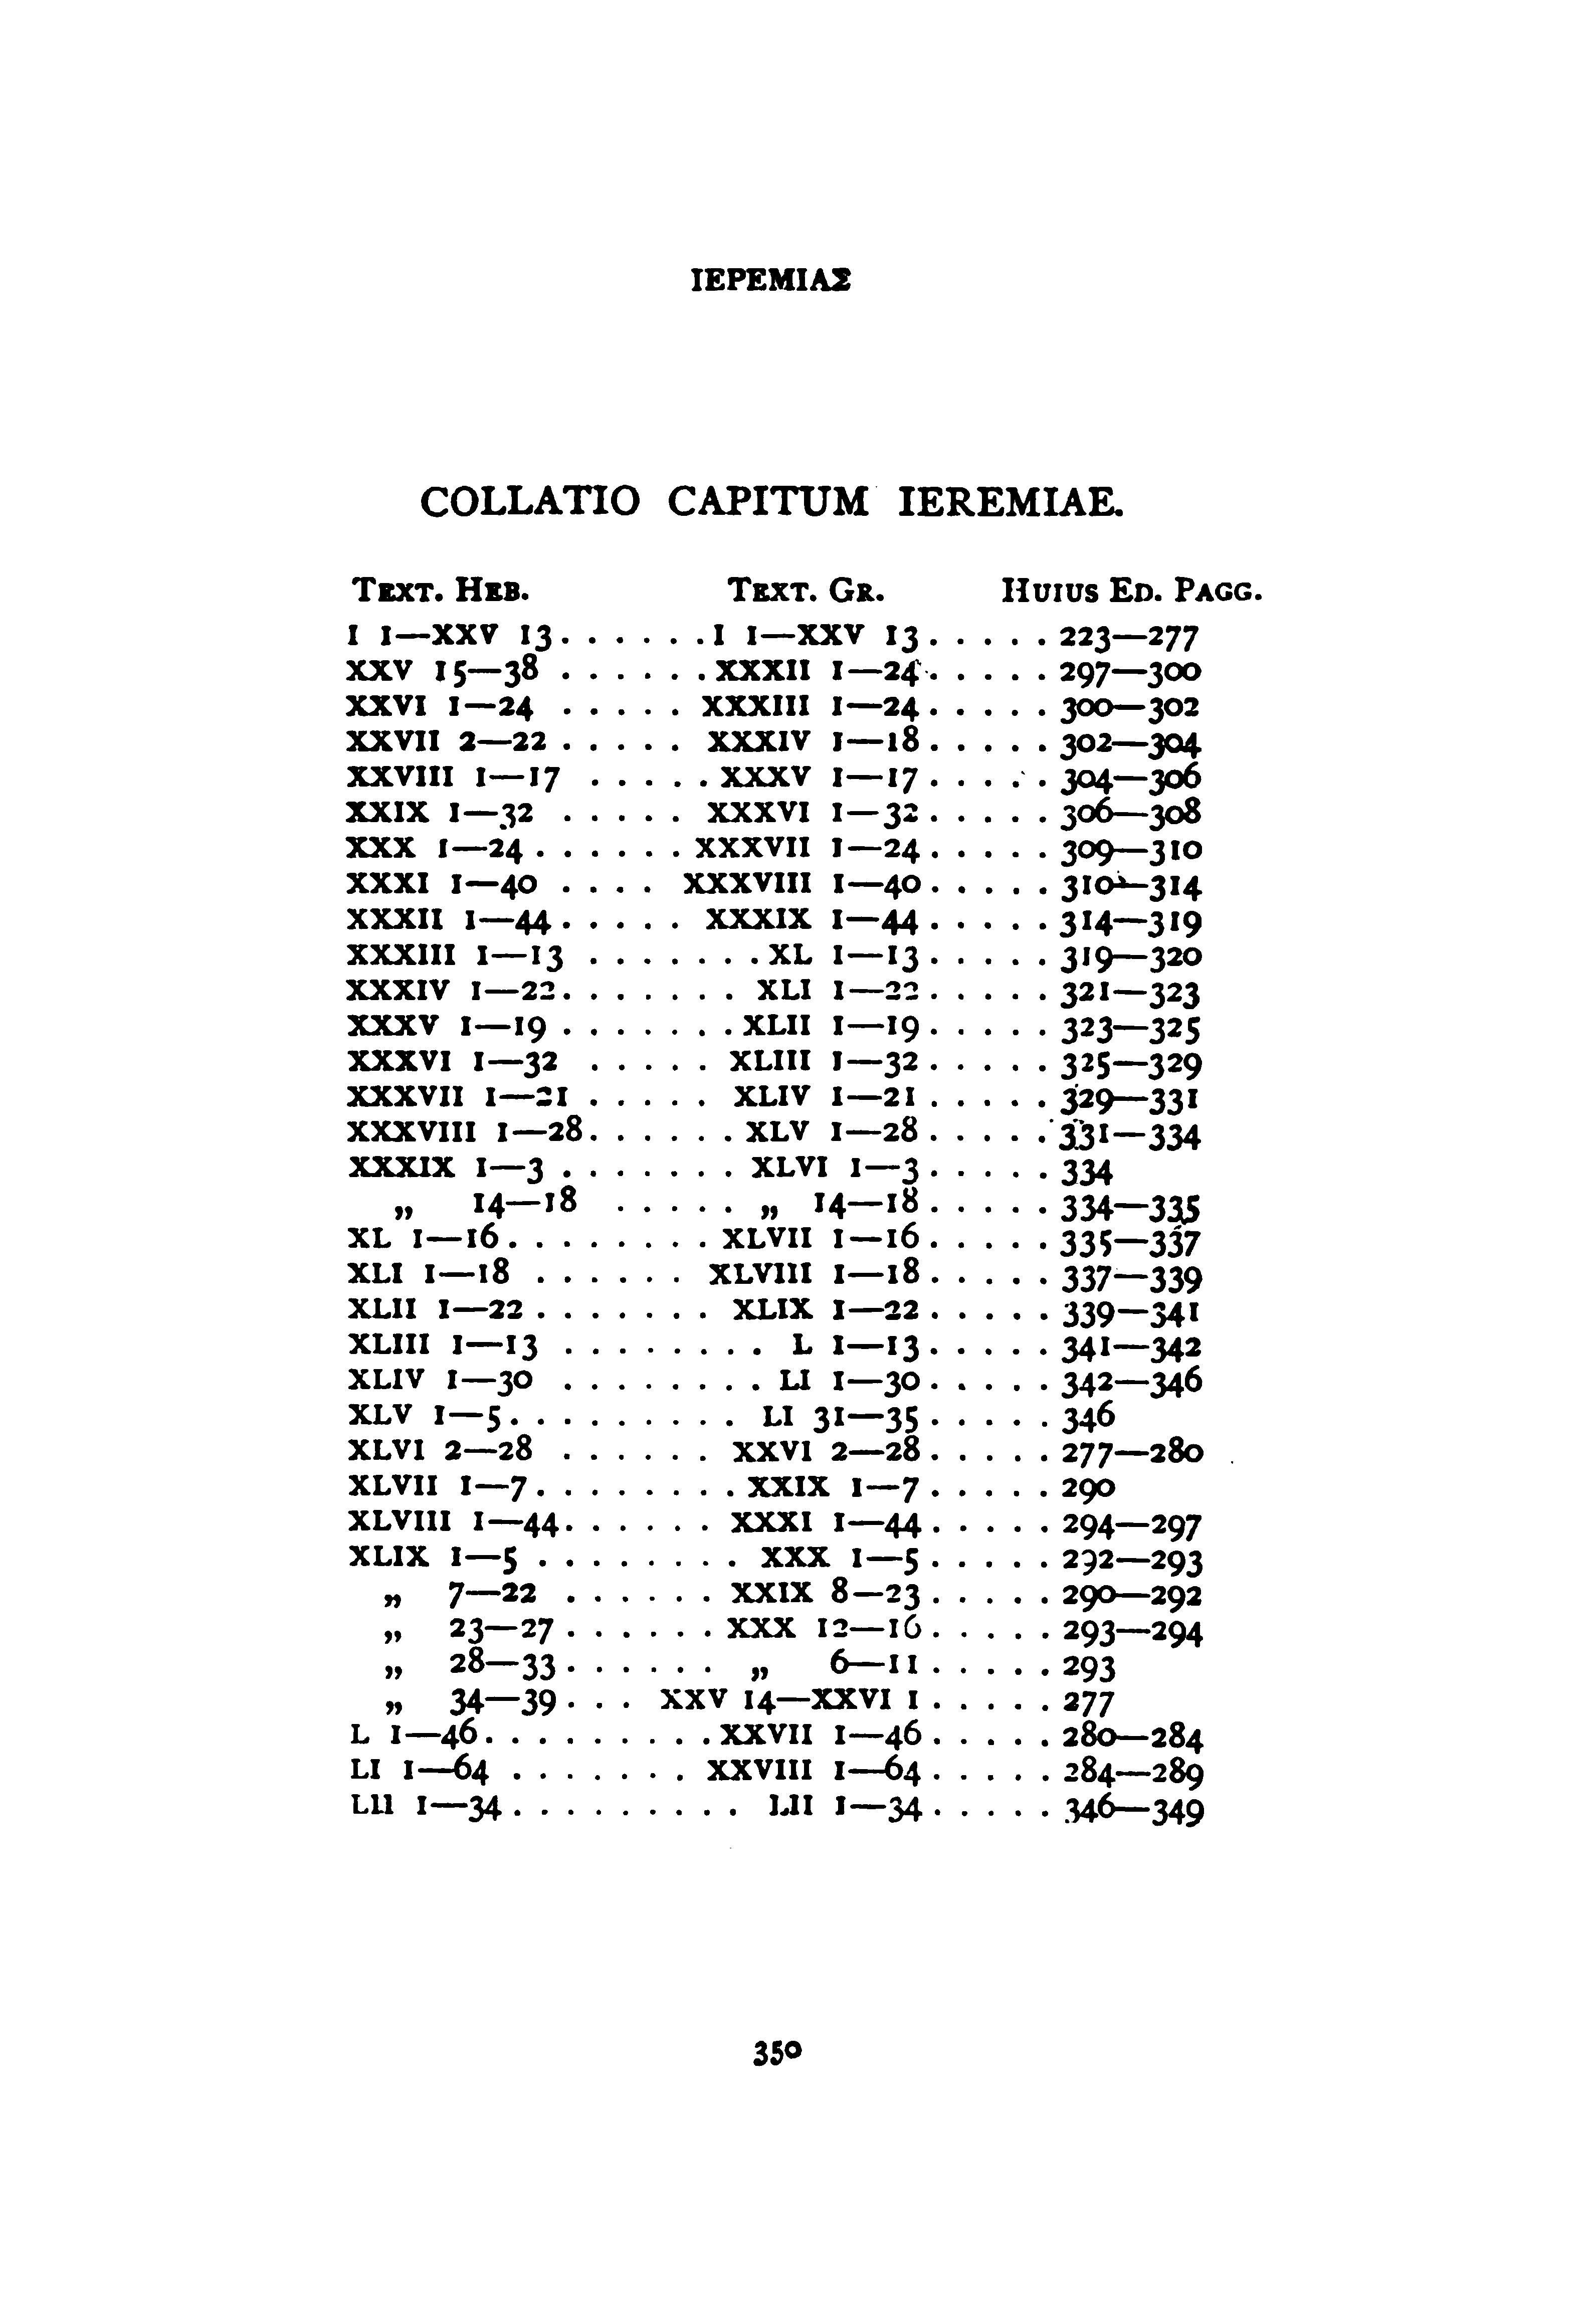 ΙΕΡΕΜΙΑΣ
COLLATIO CAPITUM IEREMIAE.
TEXT. HEB. TEXT. GR. HUIUS ED. PAGG.
I 1—XXV 13. . . . . . I 1—XXV 13. . . . . 223—277
XXV 15—38 . . . . . . XXXII 1—24. . . . . 297—300
XXVI 1—24 . . . . . XXXIII 1—24. . . . . 300—302
XXVII 2—22 . . . . . XXXIV 1—18. . . . . 302—304
XXVIII 1—17 . . . . . XXXV 1—17. . . . . 304—306
XXIX 1—32 . . . . . XXXVI 1—32. . . . . 306—308
XXX 1—24 . . . . . . XXXVII 1—24. . . . . 309—310
XXXI 1—40 . . . . XXXVIII 1—40. . . . . 310—314
XXXII 1—44. . . . . XXXIX 1—44. . . . . 314—319
XXXIII 1—13 . . . . . . . XL 1—13. . . . . 319—320
XXXIV 1—22. . . . . . . XLI 1—22. . . . . 321—323
XXXV 1—19 . . . . . . . XLII 1—19. . . . . 323—325
XXXVI 1—32 . . . . . XLIII 1—32. . . . . 325—329
XXXVII 1—21 . . . . . XLIV 1—21. . . . . 329—331
XXXVIII 1—28. . . . . . XLV 1—28. . . . . 331—334
XXXIX 1—3 . . . . . . . XLVI 1—3. . . . . 334
„ 14—18 . . . . . „ 14—18. . . . . 334—335
XL 1—16. . . . . . . . XLVII 1—16. . . . . 335—337
XLI 1—18 . . . . . . XLVIII 1—18. . . . . 337—339
XLII 1—22 . . . . . . . XLIX 1—22. . . . . 339—341
XLIII 1—13 . . . . . . . . L 1—13. . . . . 341—342
XLIV 1—30 . . . . . . . . LI 1—30. . . . . 342—346
XLV 1—5. . . . . . . . . LI 31—35. . . . . 346
XLVI 2—28 . . . . . . XXVI 2—28. . . . . 277—280
XLVII 1—7. . . . . . . . XXIX 1—7. . . . . 290
XLVIII 1—44. . . . . . XXXI 1—44. . . . . 294—297
XLIX 1—5 . . . . . . . . XXX 1—5. . . . . 292—293
„ 7—22 . . . . . . XXIX 8—23. . . . . 290—292
„ 23—27. . . . . . XXX 12—16. . . . . 293—294
„ 28—33. . . . . . „ 6—11. . . . . 293
„ 34—39. . . XXV 14—XXVI 1. . . . . 277
L 1—46. . . . . . . . . XXVII 1—46. . . . . 280—284
LI 1—64 . . . . . . . XXVIII 1—64. . . . . 284—289
LII 1—34. . . . . . . . . LII 1—34. . . . . 346—349
350